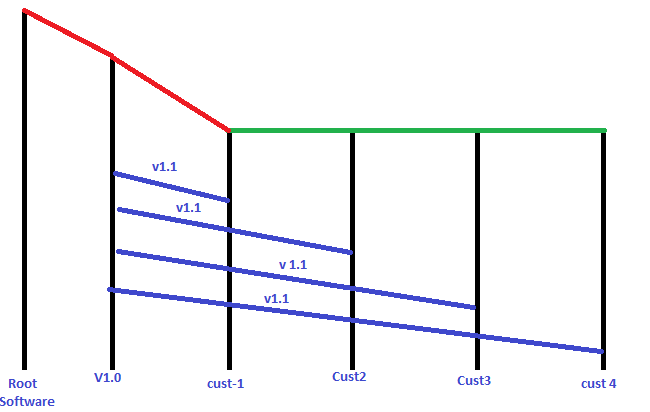 v1.1
v1.1
v 1.1
v1.1
Root
Software
V1.0
cust-1
Cust2
Cust3
cust 4